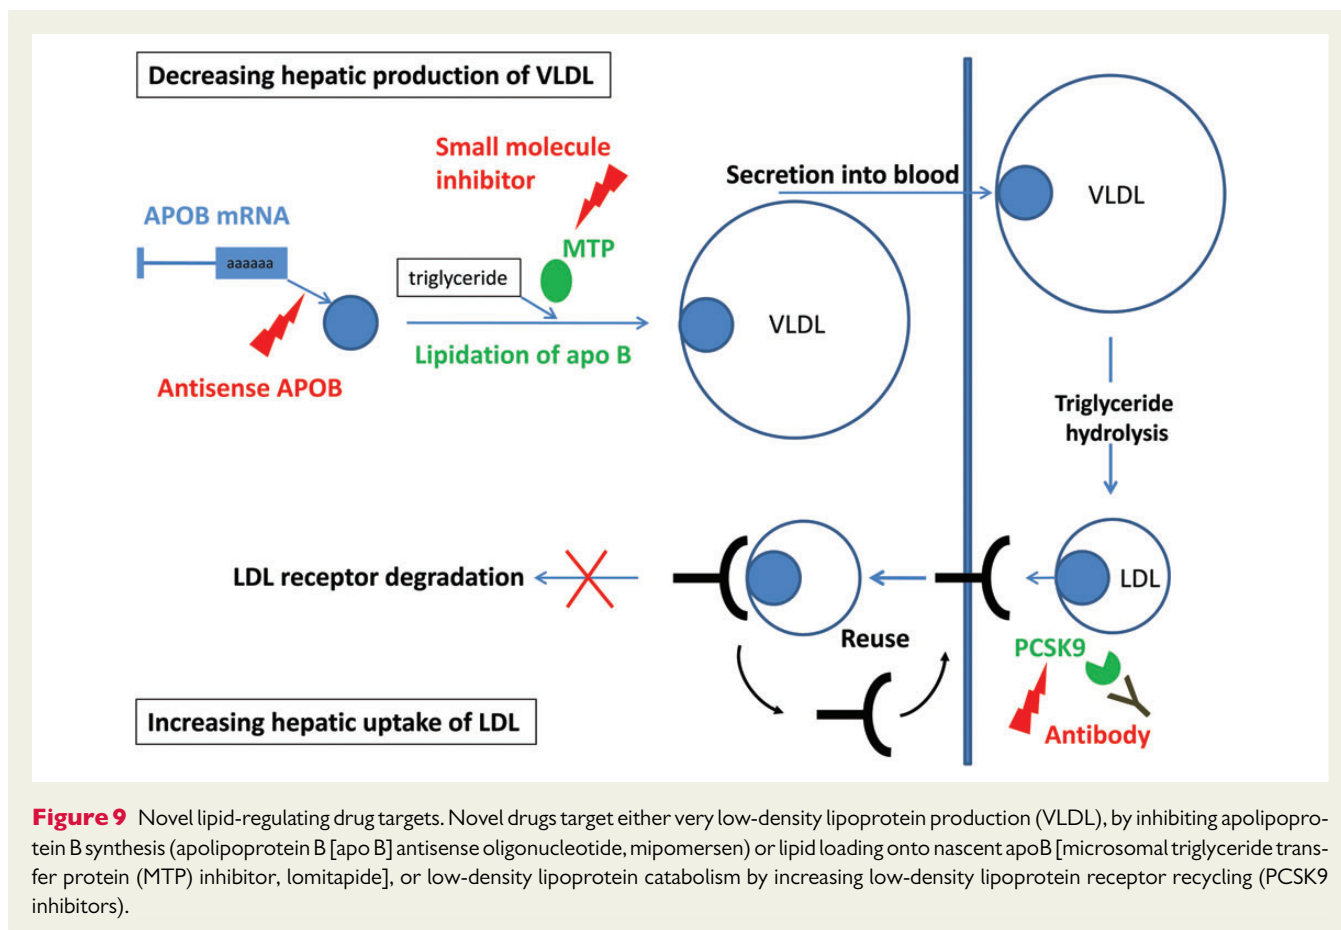 Decreasing hepatic production of VLDL
Small molecule
inhibitor
APOB mRNA
aaaaaa
MTP
triglyceride
Lipidation of apo B
Antisense APOB
VLDL
Secretion into blood
VLDL
Triglyceride
hydrolysis
LDL receptor degradation
LDL
Reuse
PCSK9
Antibody
Increasing hepatic uptake of LDL
Figure 9 Novel lipid-regulating drug targets. Novel drugs target either very low-density lipoprotein production (VLDL), by inhibiting apolipopro-
tein B synthesis (apolipoprotein B [apo B] antisense oligonucleotide, mipomersen) or lipid loading onto nascent apoB [microsomal triglyceride trans-
fer protein (MTP) inhibitor, lomitapide], or low-density lipoprotein catabolism by increasing low-density lipoprotein receptor recycling (PCSK9
inhibitors).